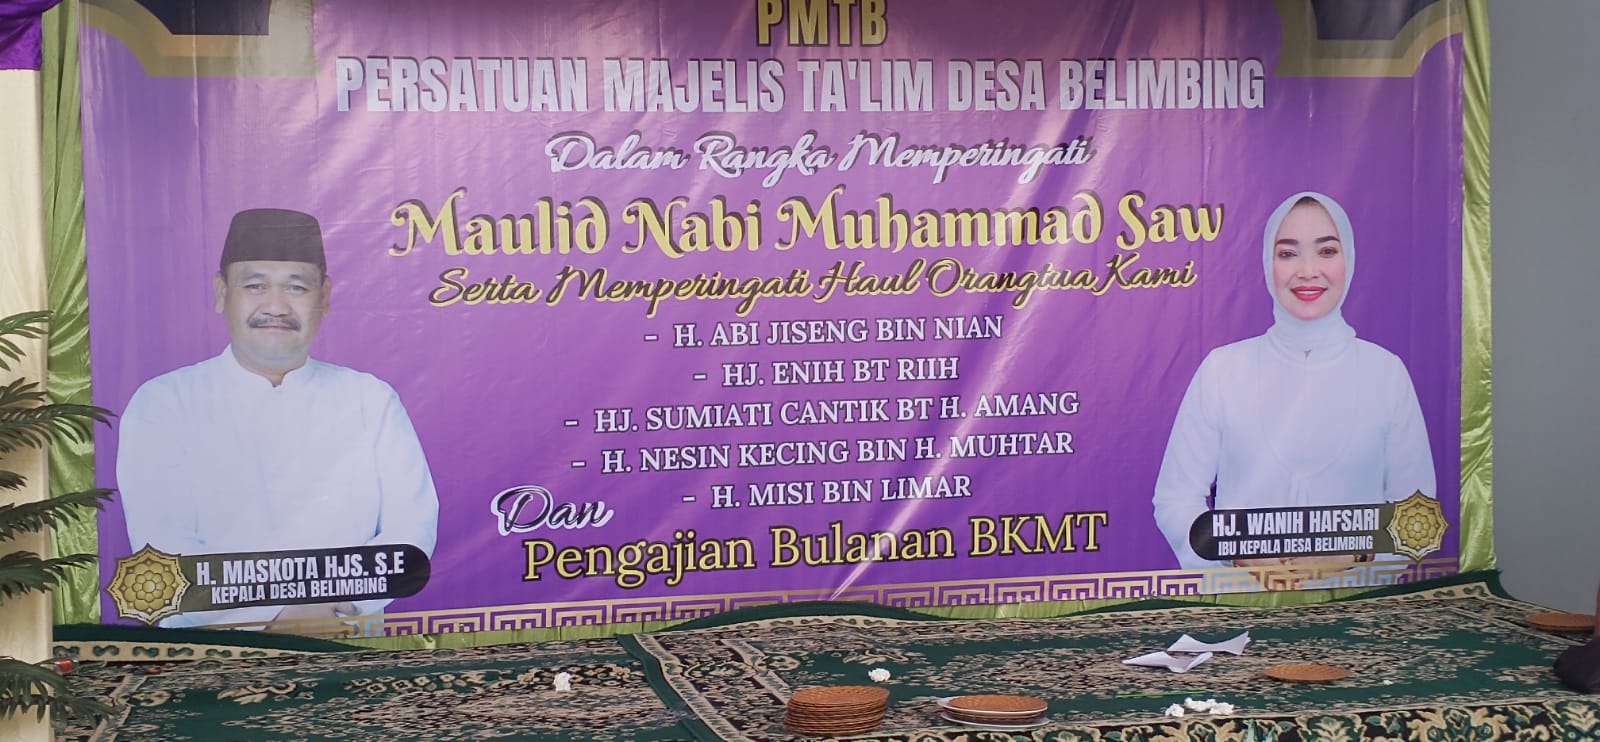 PMTB
PERSATUAN MAJELIS TA'LIM DESA BELIMBING
Dalam Rangka Memperingati
Maulid Nabi Muhammad Saw
Serta Memperingati Haul Orangtua Kami
- H. ABI JISENG BIN NIAN
- HJ. ENIH BT RIIH
- HJ. SUMIATI CANTIK BT H. AMANG
- H. NESIN KECING BIN H. MUHTAR
- H. MISI BIN LIMAR
Dan
Pengajian Bulanan BKMT
H. MASKOTA HJS. S.E
KEPALA DESA BELIMBING
HJ. WANIH HAFSARI
IBU KEPALA DESA BELIMBING